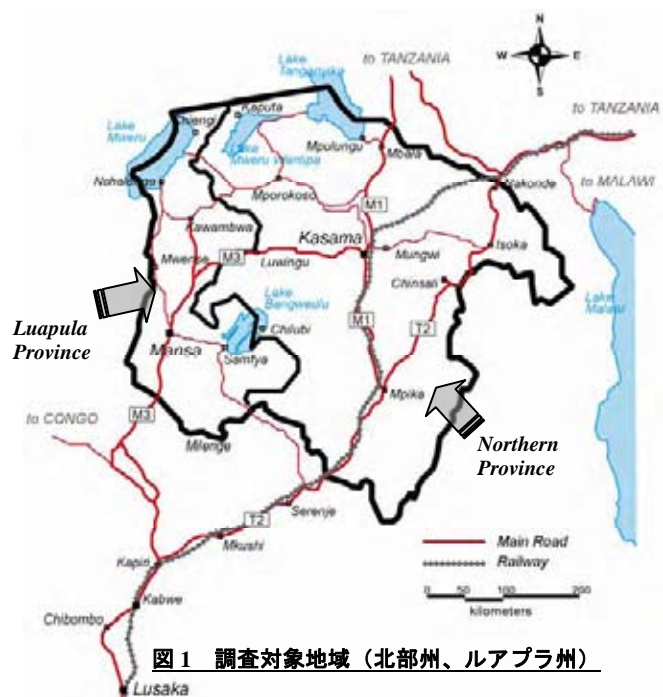 N
W E
S
to TANZANIA
Lake
Tanganyika
to TANZANIA
Kaputa
Lake
Mweru
Mpulungu
Mbara
Lake
Mweru Wantipa
to MALAWI
Nakonde
Mporokoso
Kawambwa
M1
Kasama
Mungwi
Isoka
M3
Luwingu
Mwense
Chinsali
Lake
Bangweulu
Chilubi
Lake
Malawi
Luapula
Province
Mansa
Samfya
M1
T2
Mpika
to CONGO
M3
Milenge
Northern
Province
Serenje
T2
Mkushi
Main Road
Railway
Kapiri
0 50 100 200
kilometers
Kabwe
Chibombo
図 1 調査対象地域(北部州、ルアプラ州)
Lusaka